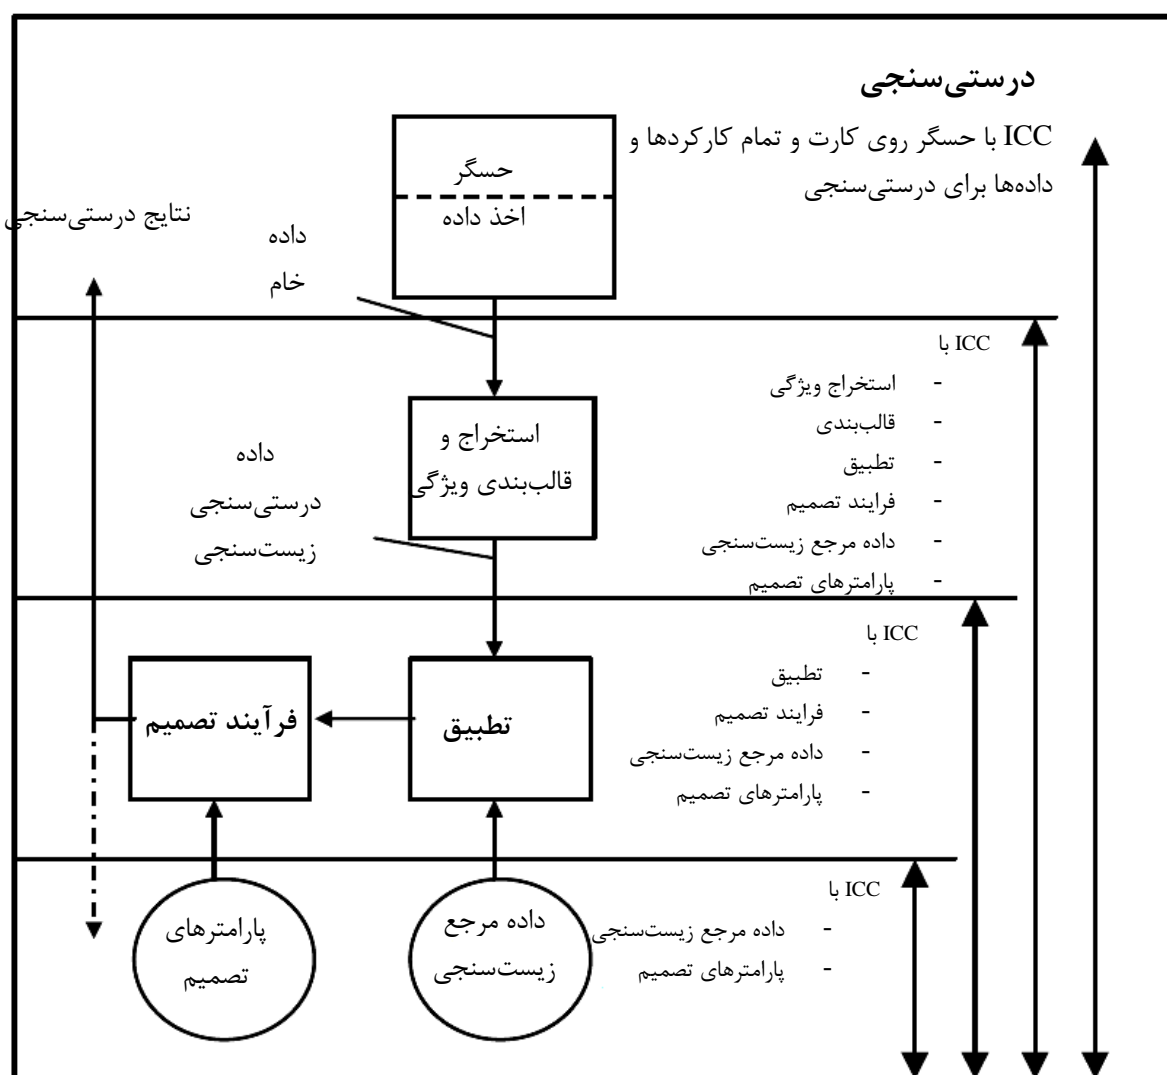 درستی‌سنجی
ICC با حسگر روی کارت و تمام کارکردها و
داده‌ها برای درستی‌سنجی
حسگر
اخذ داده
نتایج درستی‌سنجی
داده
خام
ICC با
- استخراج ویژگی
- قالب‌بندی
- تطبیق
- فرایند تصمیم
- داده مرجع زیست‌سنجی
- پارامترهای تصمیم
استخراج و
قالب‌بندی ویژگی
داده
درستی‌سنجی
زیست‌سنجی
ICC با
- تطبیق
- فرایند تصمیم
- داده مرجع زیست‌سنجی
- پارامترهای تصمیم
تطبیق
فرآیند تصمیم
ICC با
- داده مرجع زیست‌سنجی
- پارامترهای تصمیم
داده مرجع
زیست‌سنجی
پارامترهای
تصمیم